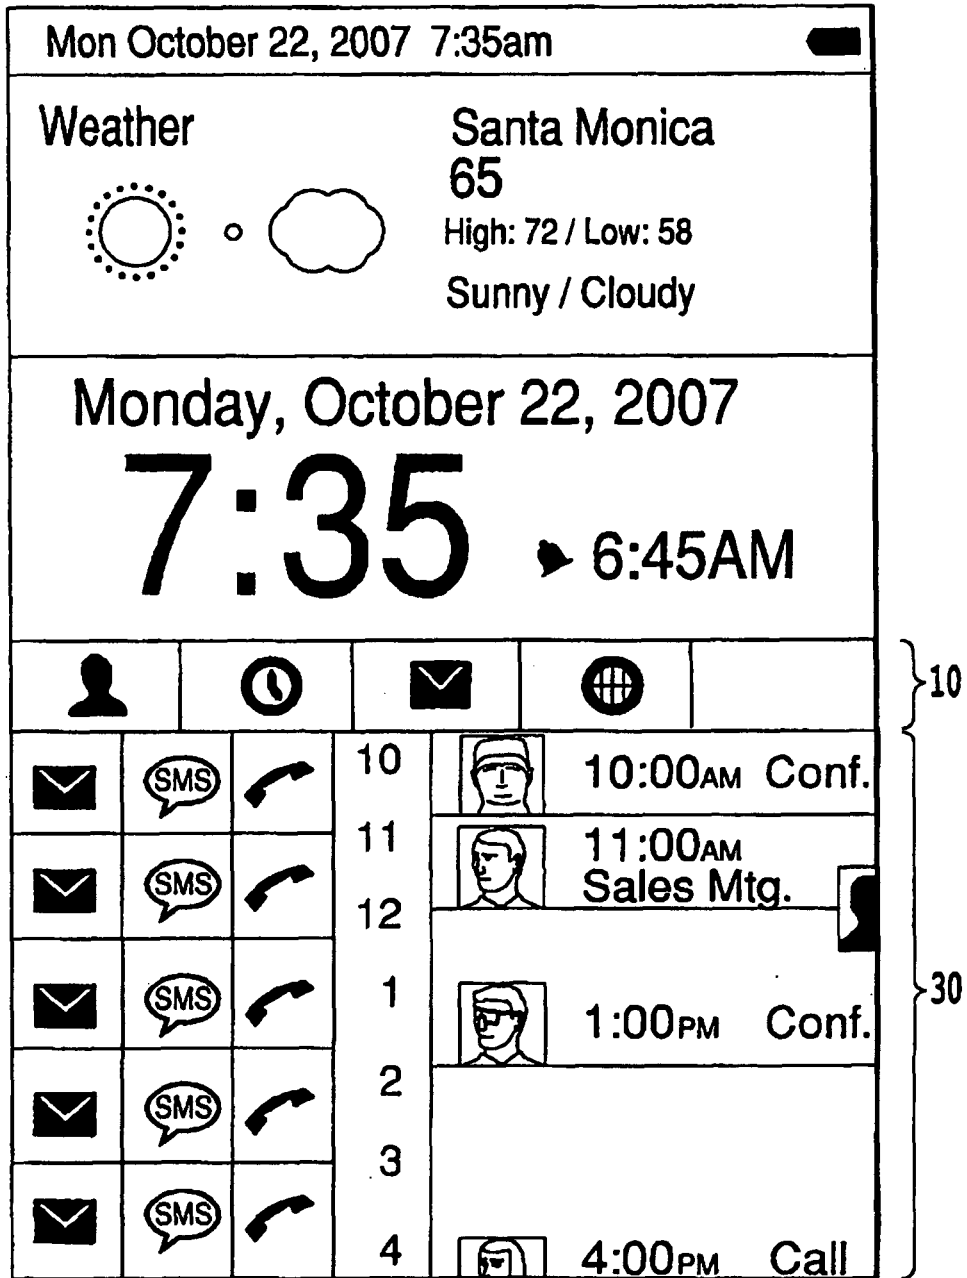 Mon October 22, 2007 7:35am
Weather
Santa Monica
65
High: 72 / Low: 58
Sunny / Cloudy
Monday, October 22, 2007
7:35
6:45AM
10
SMS
SMS
SMS
SMS
SMS
10
11
12
1
2
3
4
10:00AM Conf.
11:00AM
Sales Mtg.
1:00PM Conf.
4:00PM Call
30